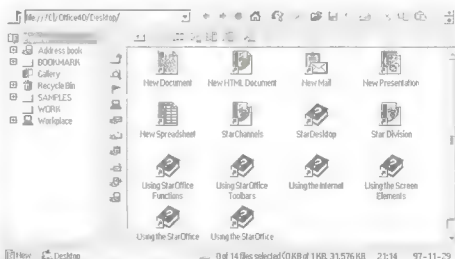 file:///C|/Office40/Desktop/
Address book
BOOKMARK
Gallery
Recycle Bin
SAMPLES
WORK
Workplace
New Document
New HTML Document
New Mail
New Presentation
New Spreadsheet
StarChannels
StarDesktop
Star Division
Using StarOffice Functions
Using StarOffice Toolbars
Using the Internet
Using the Screen Elements
Using the StarOffice
Using the StarOffice
New
Desktop
0 of 14 files selected (0 KB of 1 KB, 31,576 KB
21:14
97-11-29